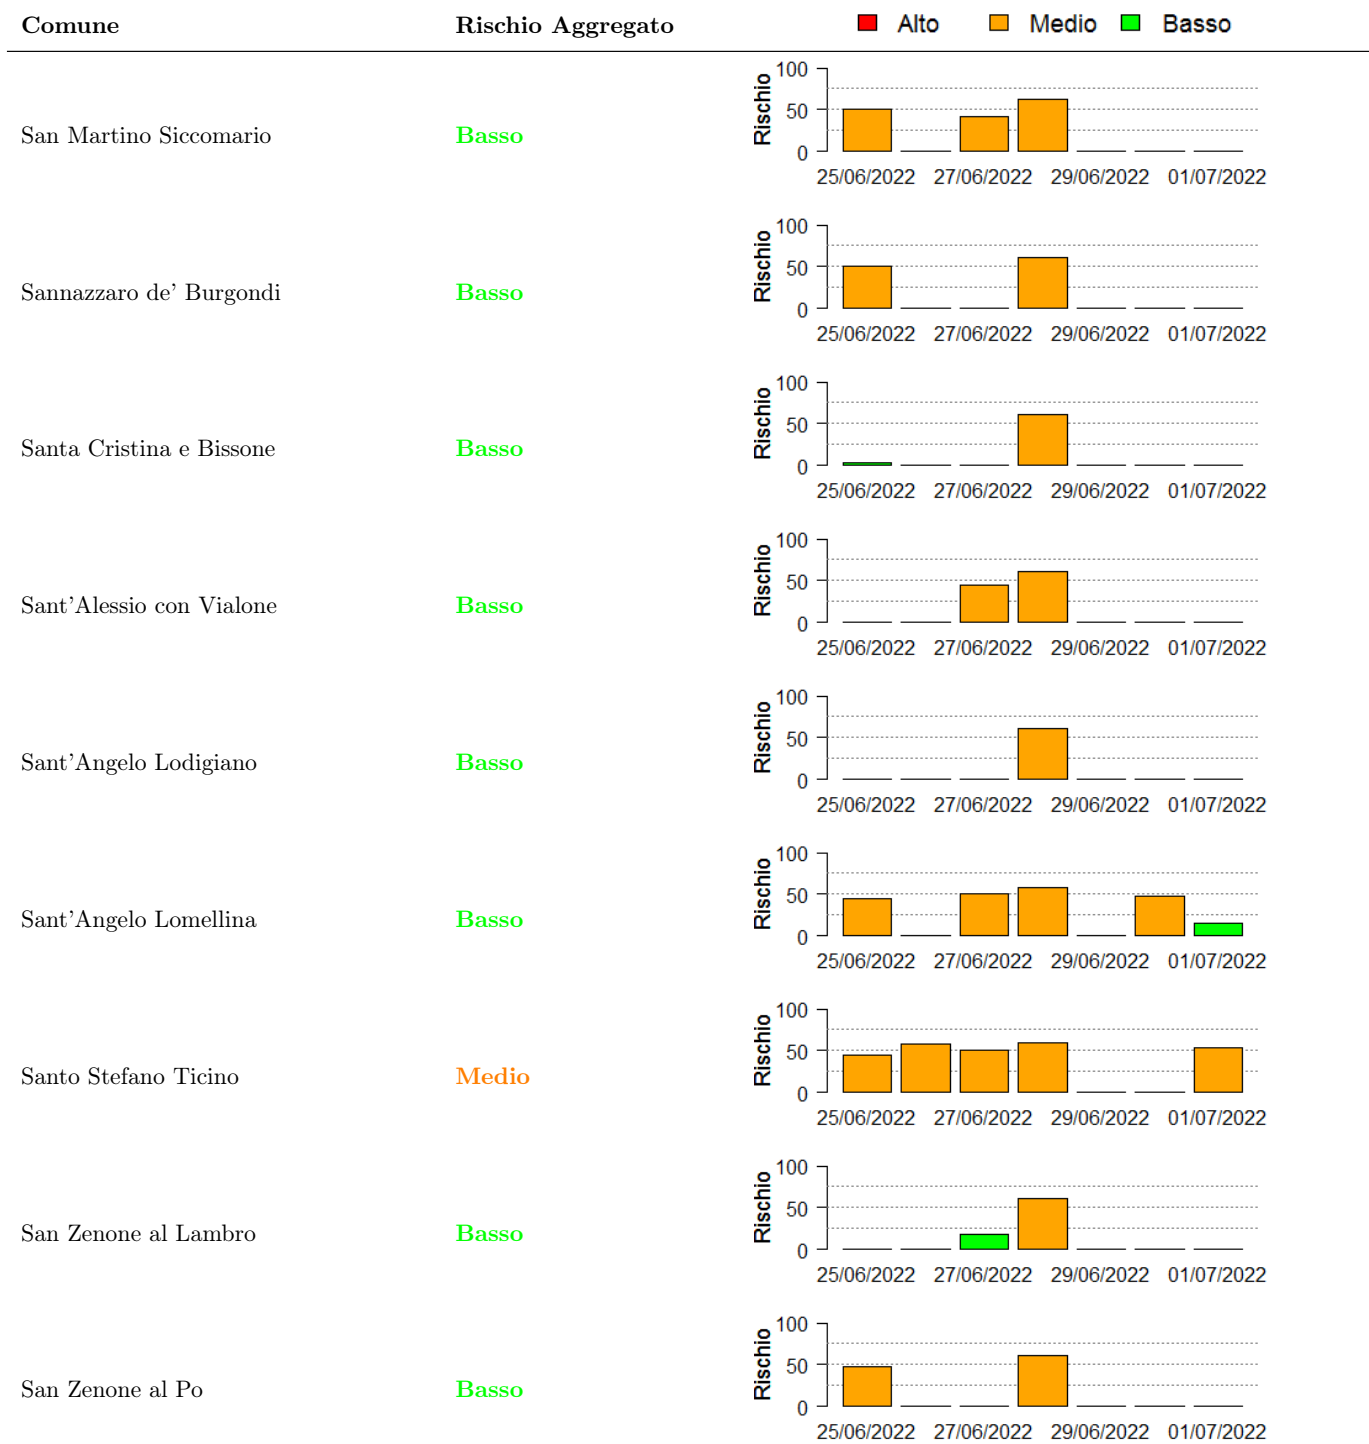 Comune Rischio Aggregato Alto Medio Basso
San Martino Siccomario Basso
Rischio
100
50
0
25/06/2022 27/06/2022 29/06/2022 01/07/2022
Sannazzaro de' Burgondi Basso
Rischio
100
50
0
25/06/2022 27/06/2022 29/06/2022 01/07/2022
Santa Cristina e Bissone Basso
Rischio
100
50
0
25/06/2022 27/06/2022 29/06/2022 01/07/2022
Sant'Alessio con Vialone Basso
Rischio
100
50
0
25/06/2022 27/06/2022 29/06/2022 01/07/2022
Sant'Angelo Lodigiano Basso
Rischio
100
50
0
25/06/2022 27/06/2022 29/06/2022 01/07/2022
Sant'Angelo Lomellina Basso
Rischio
100
50
0
25/06/2022 27/06/2022 29/06/2022 01/07/2022
Santo Stefano Ticino Medio
Rischio
100
50
0
25/06/2022 27/06/2022 29/06/2022 01/07/2022
San Zenone al Lambro Basso
Rischio
100
50
0
25/06/2022 27/06/2022 29/06/2022 01/07/2022
San Zenone al Po Basso
Rischio
100
50
0
25/06/2022 27/06/2022 29/06/2022 01/07/2022